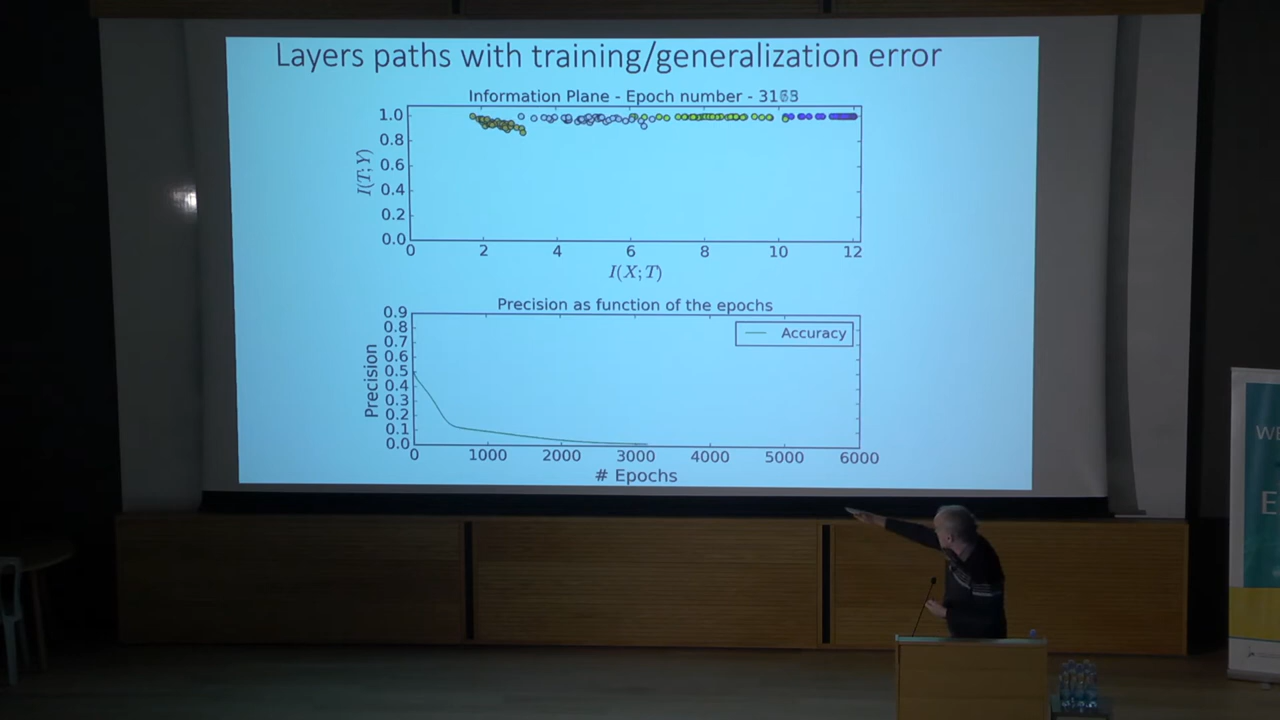 Layers paths with training/generalization error
Information Plane - Epoch number -
1.0
0.8
0.6
0.4
0.2
0.0
I(T;Y)
0 2 4 6 8 10 12
I(X;T)
Precision as function of the epochs
0.9
0.8
0.7
0.6
0.5
0.4
0.3
0.2
0.1
0.0
Precision
Accuracy
0 1000 2000 3000 4000 5000 6000
# Epochs
WE
E